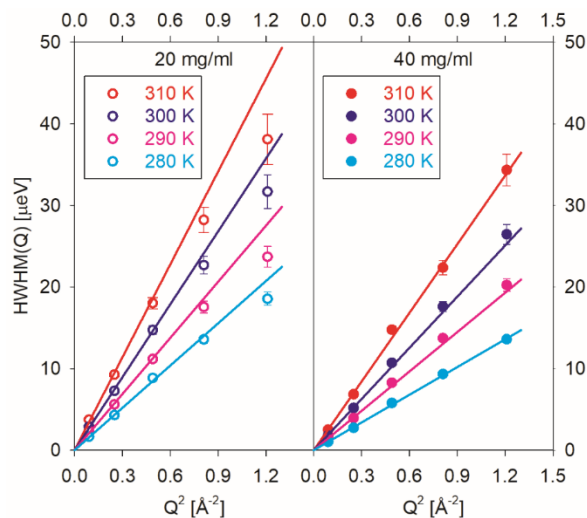 0.0 0.3 0.6 0.9 1.2 0.0 0.3 0.6 0.9 1.2 1.5
50 20 mg/ml 40 mg/ml 50
310 K 310 K
300 K 300 K
40 290 K 290 K 40
280 K 280 K
30 30
HWHM(Q) [µeV]
20 20
10 10
0 0
0.0 0.3 0.6 0.9 1.2 0.0 0.3 0.6 0.9 1.2 1.5
Q² [Å⁻²] Q² [Å⁻²]